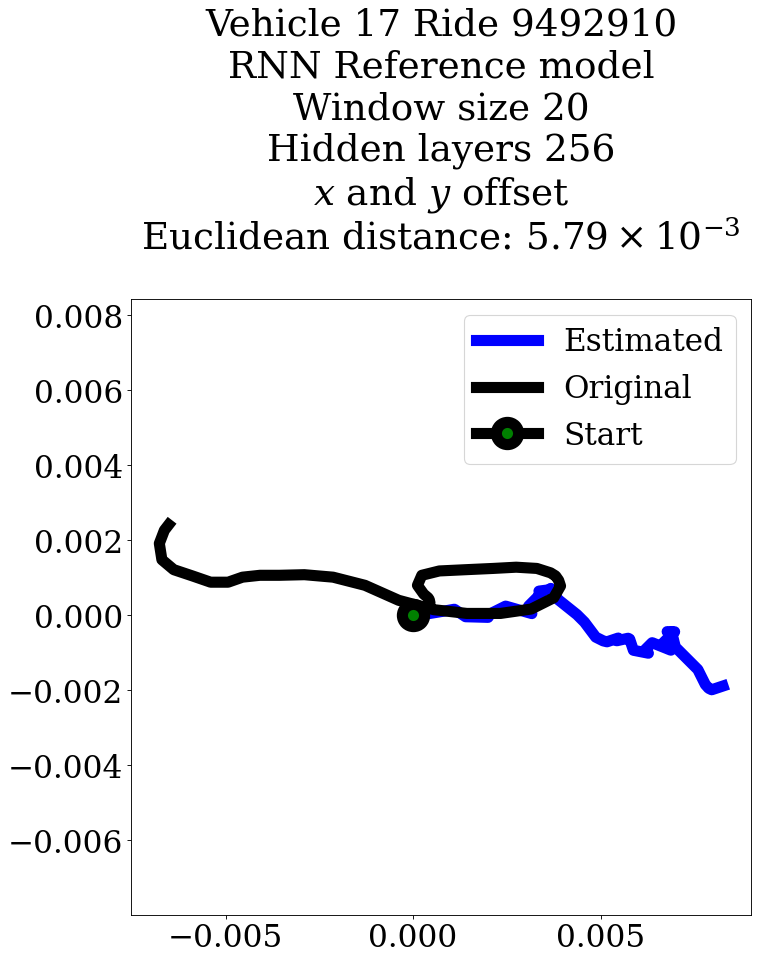 Vehicle 17 Ride 9492910
RNN Reference model
Window size 20
Hidden layers 256
x and y offset
Euclidean distance: 5.79 × 10⁻³
Estimated
Original
Start
0.008
0.006
0.004
0.002
0.000
−0.002
−0.004
−0.006
−0.005 0.000 0.005